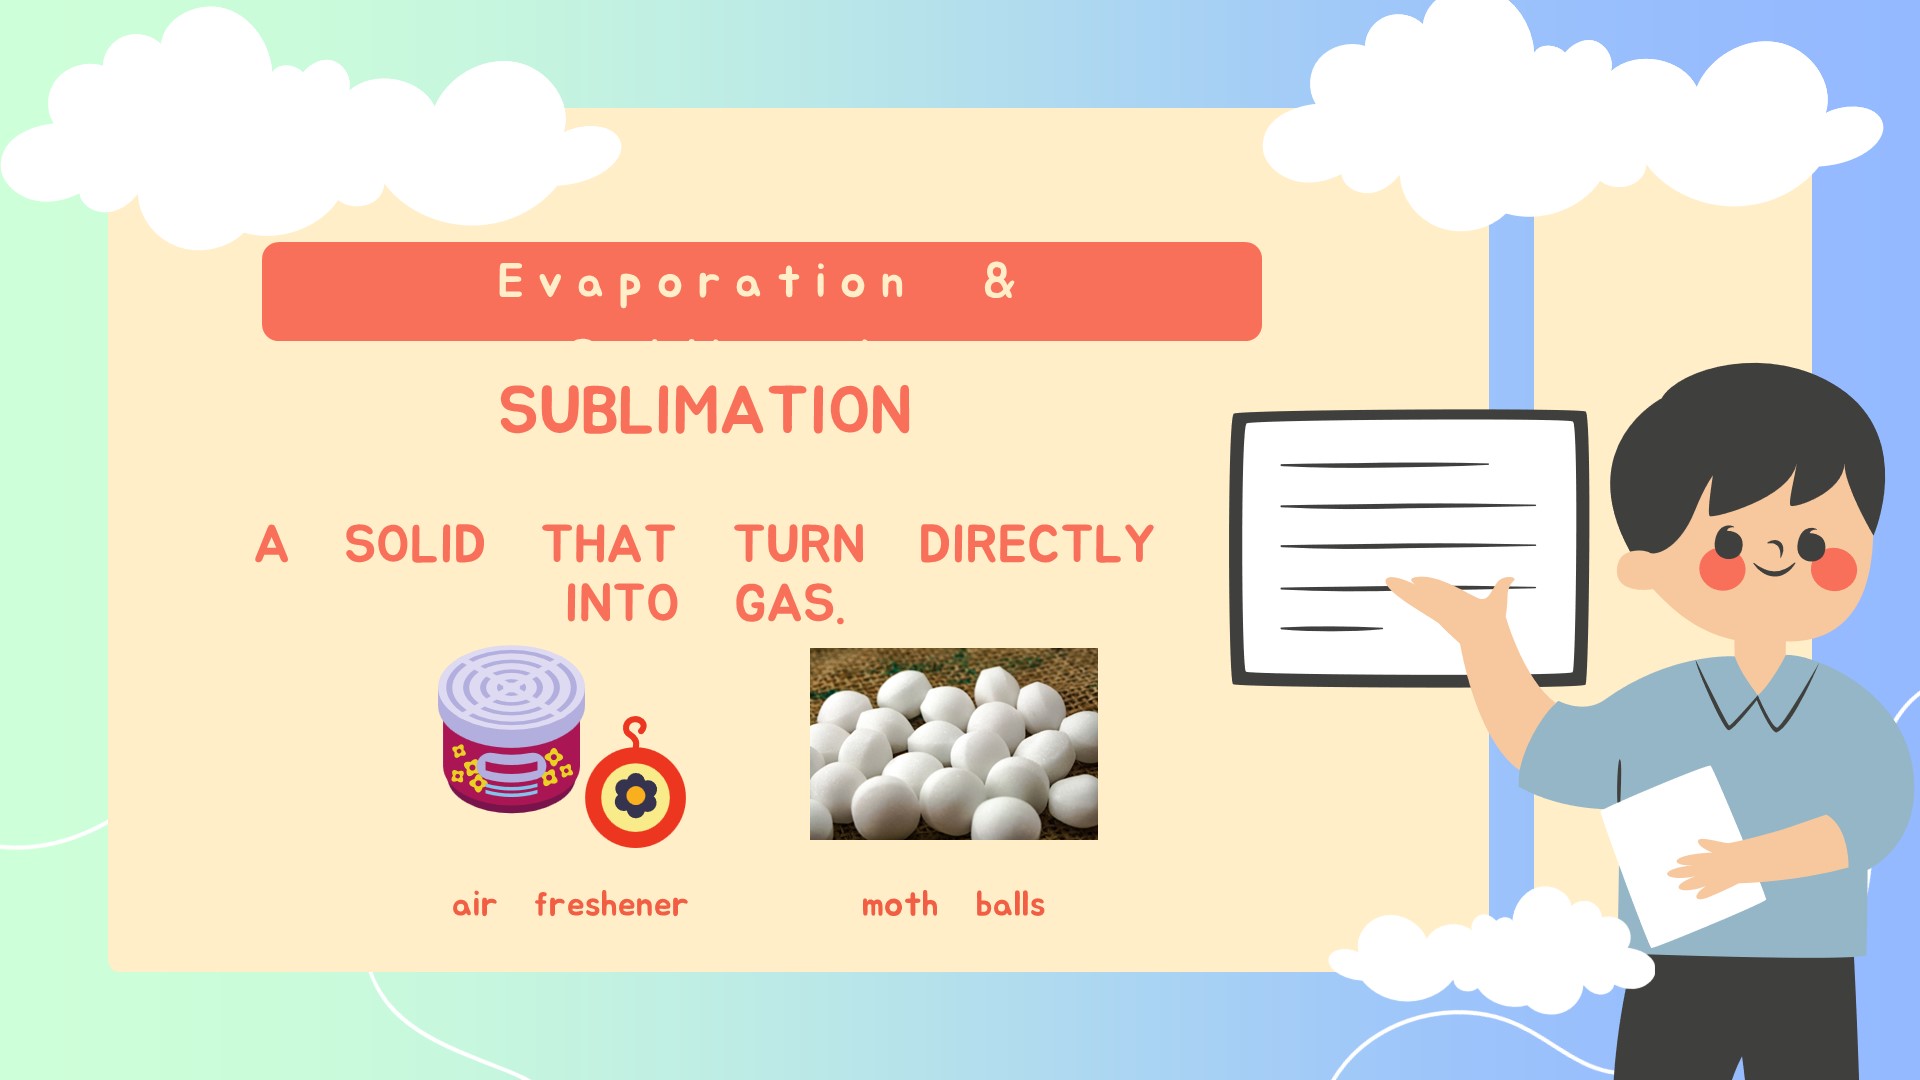 Evaporation &
SUBLIMATION
A SOLID THAT TURN DIRECTLY
INTO GAS.
air freshener
moth balls